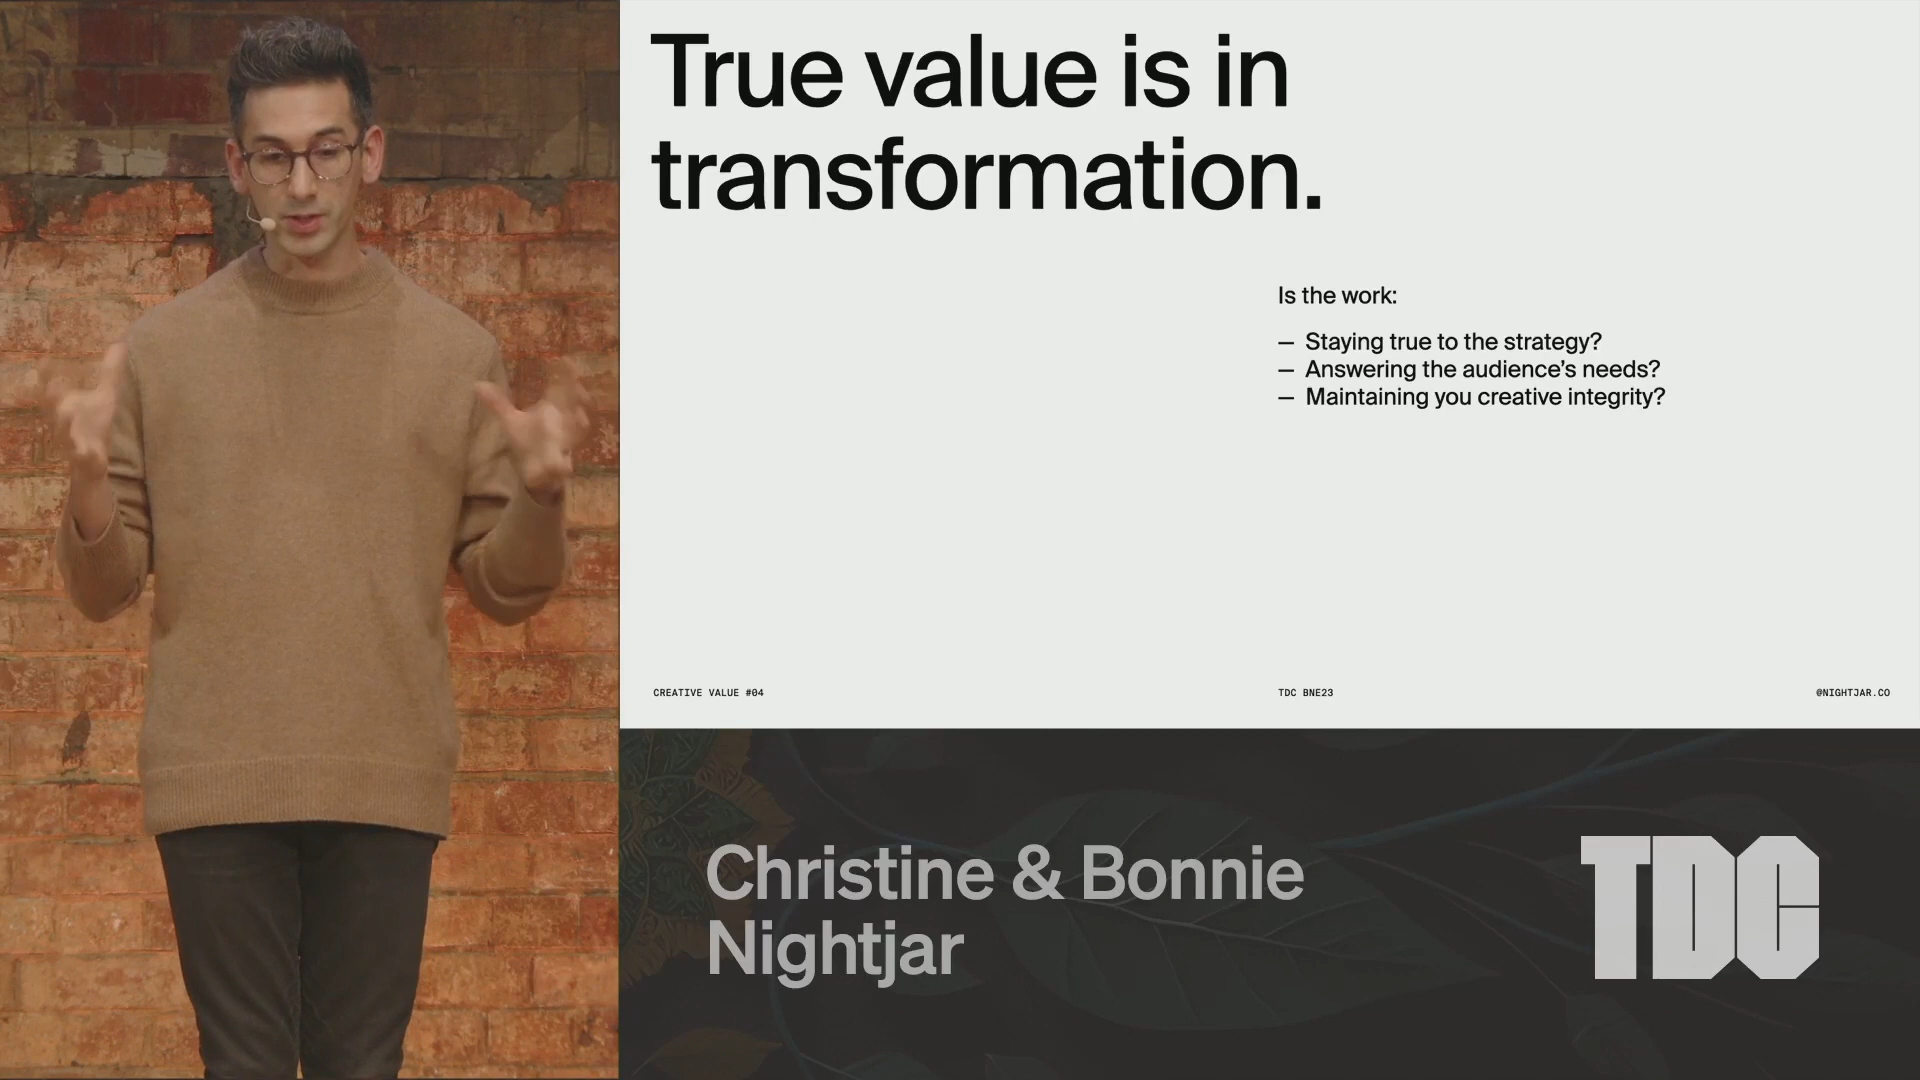 True value is in
transformation.
Is the work:
— Staying true to the strategy?
— Answering the audience’s needs?
— Maintaining you creative integrity?
CREATIVE VALUE #04
TDC BNE23
@NIGHTJAR.CO
Christine & Bonnie
Nightjar
TDC